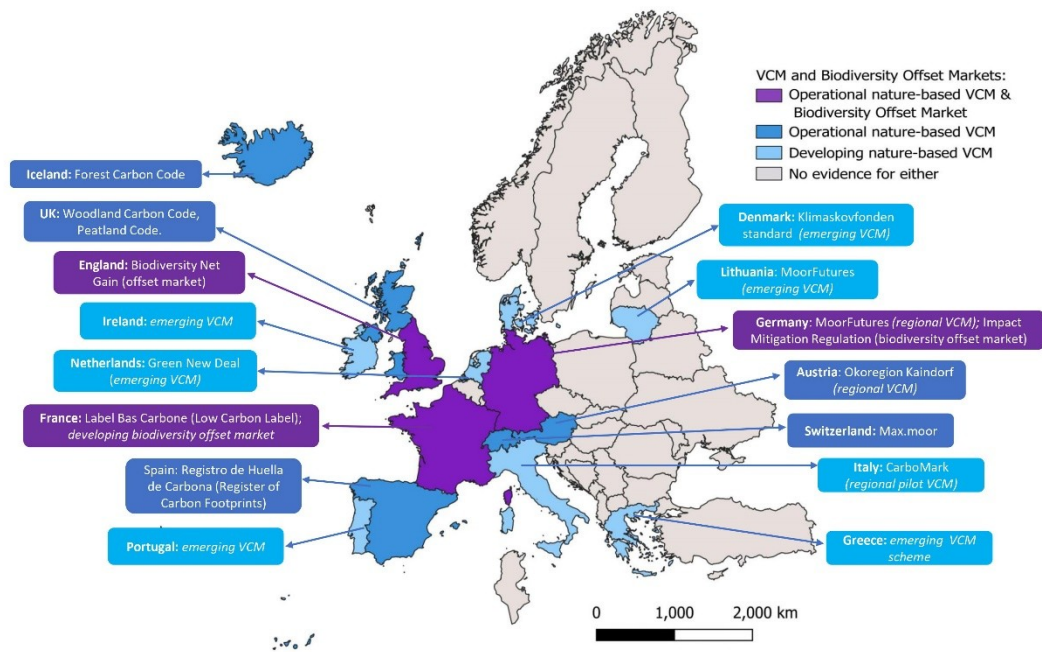 VCM and Biodiversity Offset Markets:
Operational nature-based VCM &
Biodiversity Offset Market
Operational nature-based VCM
Developing nature-based VCM
No evidence for either
Iceland: Forest Carbon Code
UK: Woodland Carbon Code,
Peatland Code.
England: Biodiversity Net
Gain (offset market)
Ireland: emerging VCM
Netherlands: Green New Deal
(emerging VCM)
France: Label Bas Carbone (Low Carbon Label);
developing biodiversity offset market
Spain: Registro de Huella
de Carbona (Register of
Carbon Footprints)
Portugal: emerging VCM
Denmark: Klimaskovfonden
standard (emerging VCM)
Lithuania: MoorFutures
(emerging VCM)
Germany: MoorFutures (regional VCM); Impact
Mitigation Regulation (biodiversity offset market)
Austria: Okoregion Kaindorf
(regional VCM)
Switzerland: Max.moor
Italy: CarboMark
(regional pilot VCM)
Greece: emerging VCM
scheme
0 1,000 2,000 km